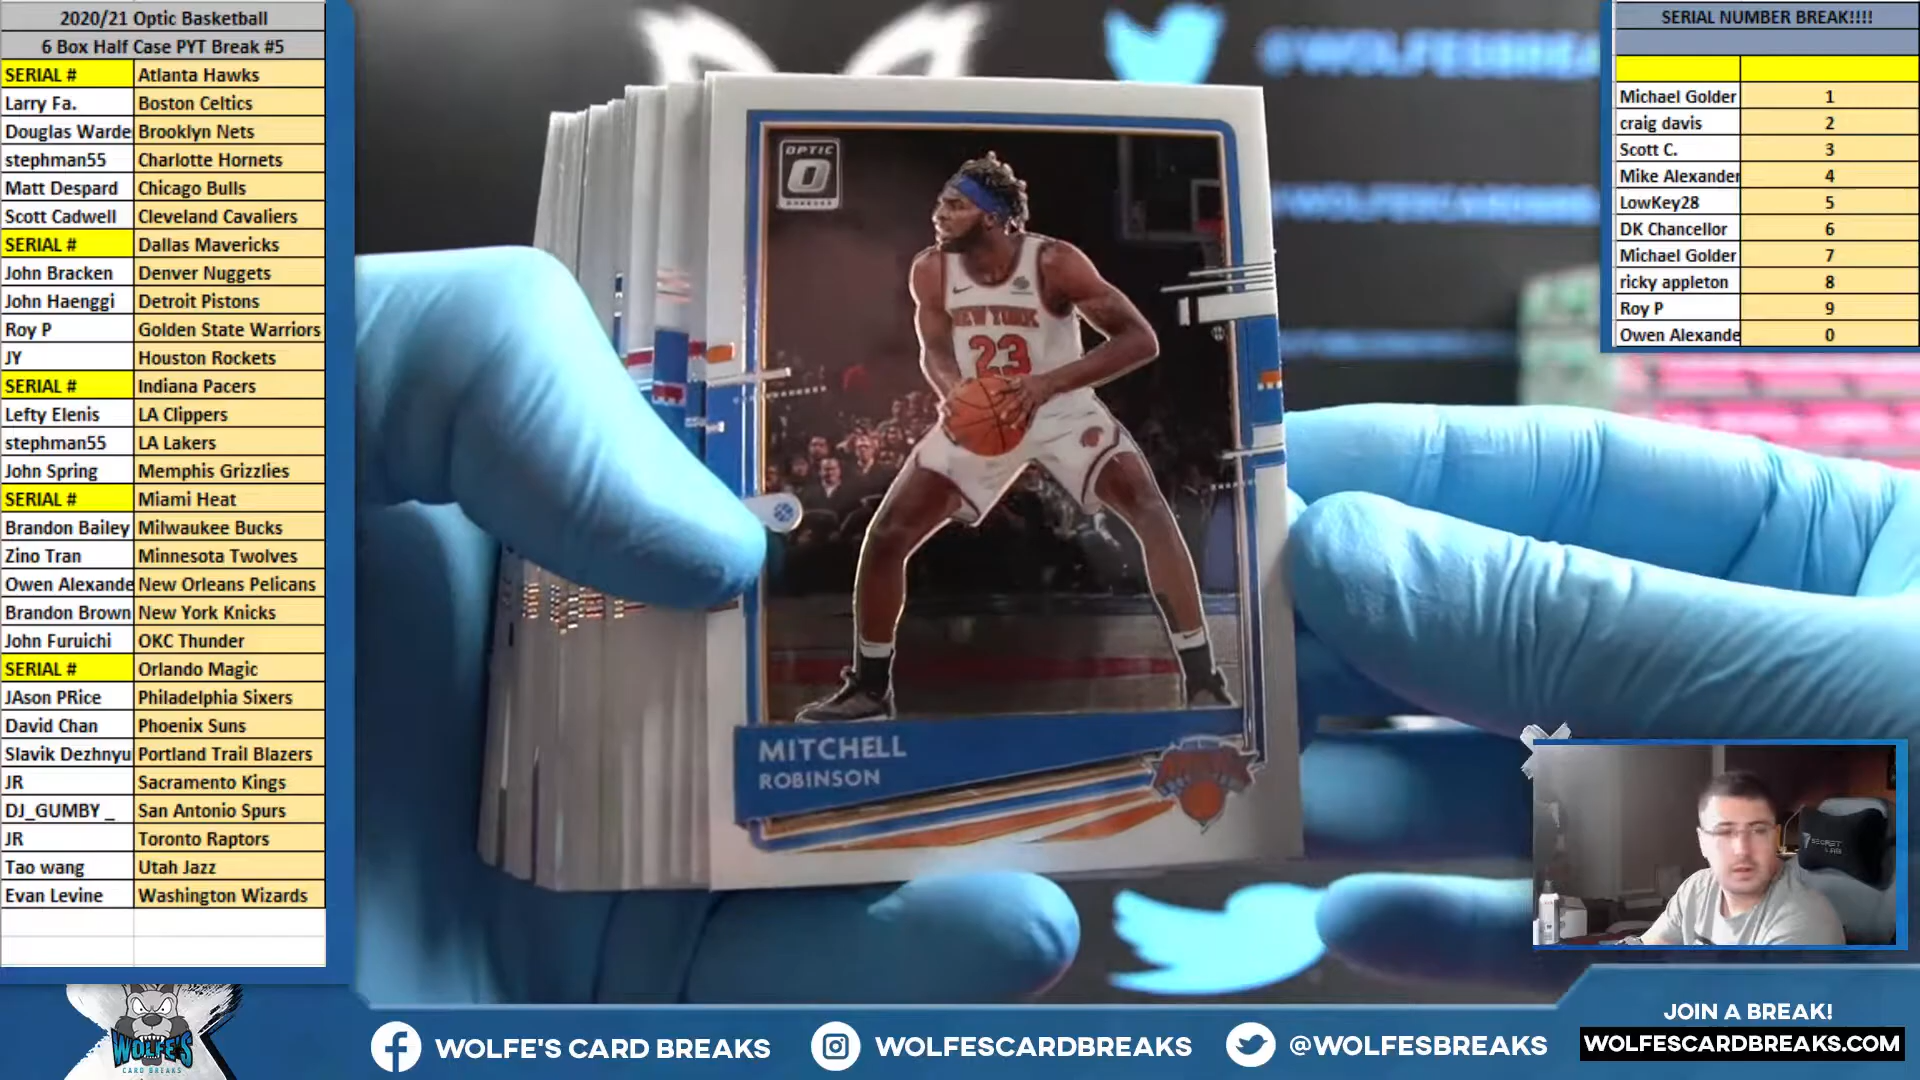 2020/21 Optic Basketball
6 Box Half Case PYT Break #5
SERIAL # Atlanta Hawks
Larry Fa. Boston Celtics
Douglas Warde Brooklyn Nets
stephman55 Charlotte Hornets
Matt Despard Chicago Bulls
Scott Cadwell Cleveland Cavaliers
SERIAL # Dallas Mavericks
John Bracken Denver Nuggets
John Haenggi Detroit Pistons
Roy P Golden State Warriors
JY Houston Rockets
SERIAL # Indiana Pacers
Lefty Elenis LA Clippers
stephman55 LA Lakers
John Spring Memphis Grizzlies
SERIAL # Miami Heat
Brandon Bailey Milwaukee Bucks
Zino Tran Minnesota Twolves
Owen Alexande New Orleans Pelicans
Brandon Brown New York Knicks
John Furuichi OKC Thunder
SERIAL # Orlando Magic
JAson PRice Philadelphia Sixers
David Chan Phoenix Suns
Slavik Dezhnyu Portland Trail Blazers
JR Sacramento Kings
DJ_GUMBY_ San Antonio Spurs
JR Toronto Raptors
Tao wang Utah Jazz
Evan Levine Washington Wizards
@WOLFESBREA
OPTIC
NEW YORK
23
MITCHELL
ROBINSON
SERIAL NUMBER BREAK!!!!
Michael Golder 1
craig davis 2
Scott C. 3
Mike Alexander 4
LowKey28 5
DK Chancellor 6
Michael Golder 7
ricky appleton 8
Roy P 9
Owen Alexande 0
SECRET
LAB
WOLFE'S
CARD BREAKS
WOLFE'S CARD BREAKS
WOLFESCARDBREAKS
@WOLFESBREAKS
JOIN A BREAK!
WOLFESCARDBREAKS.COM